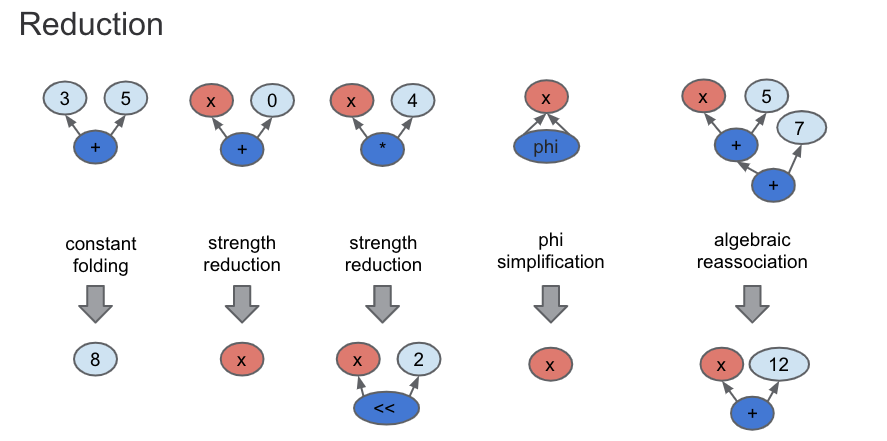 Reduction
3 5
+
x 0
+
x 4
*
x
phi
x 5
7
+
+
constant
folding
strength
reduction
strength
reduction
phi
simplification
algebraic
reassociation
8
x
x 2
<<
x
x 12
+